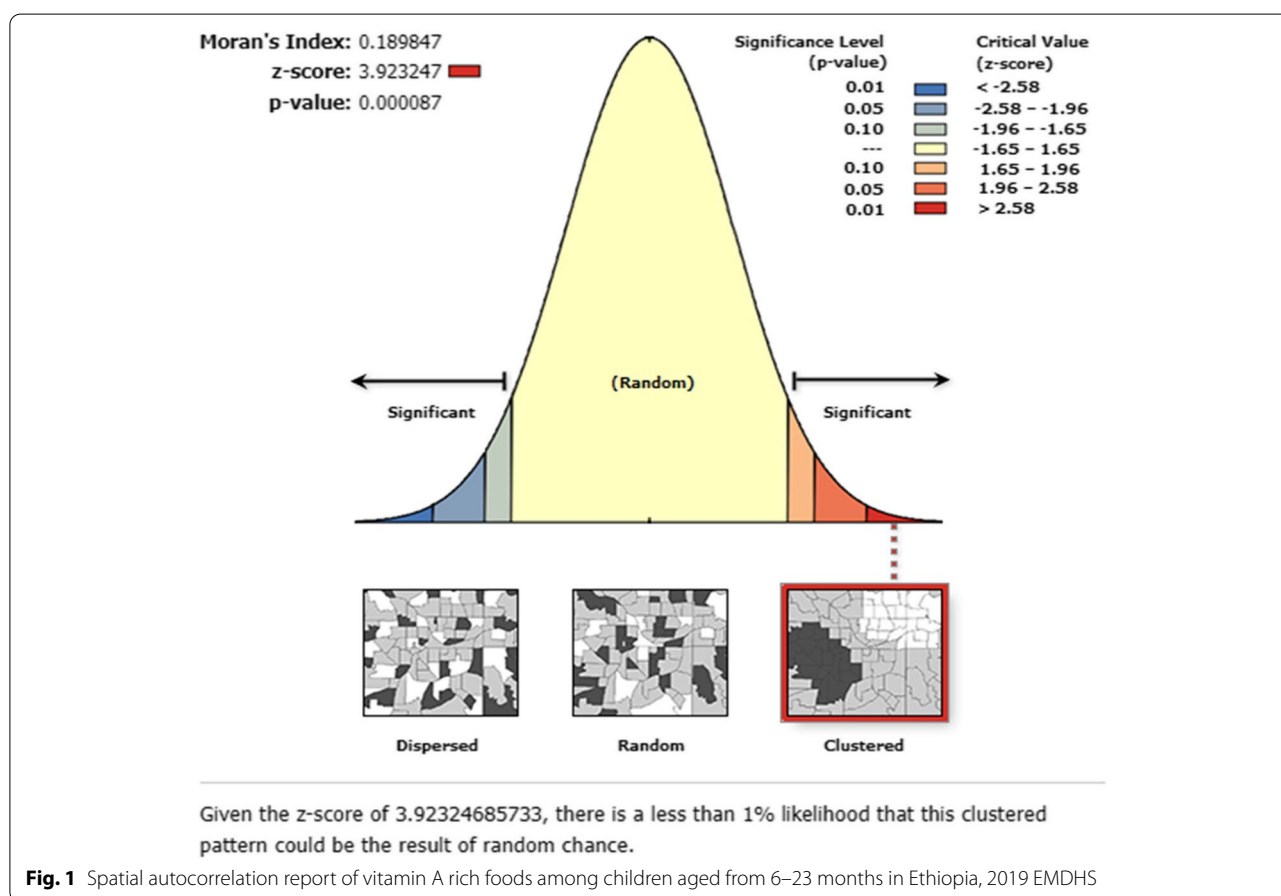 Moran's Index: 0.189847
z-score: 3.923247
p-value: 0.000087
Significance Level
(p-value)
Critical Value
(z-score)
0.01 < -2.58
0.05 -2.58 – -1.96
0.10 -1.96 – -1.65
--- -1.65 – 1.65
0.10 1.65 – 1.96
0.05 1.96 – 2.58
0.01 > 2.58
(Random)
Significant
Significant
Dispersed
Random
Clustered
Given the z-score of 3.92324685733, there is a less than 1% likelihood that this clustered
pattern could be the result of random chance.
Fig. 1 Spatial autocorrelation report of vitamin A rich foods among children aged from 6–23 months in Ethiopia, 2019 EMDHS